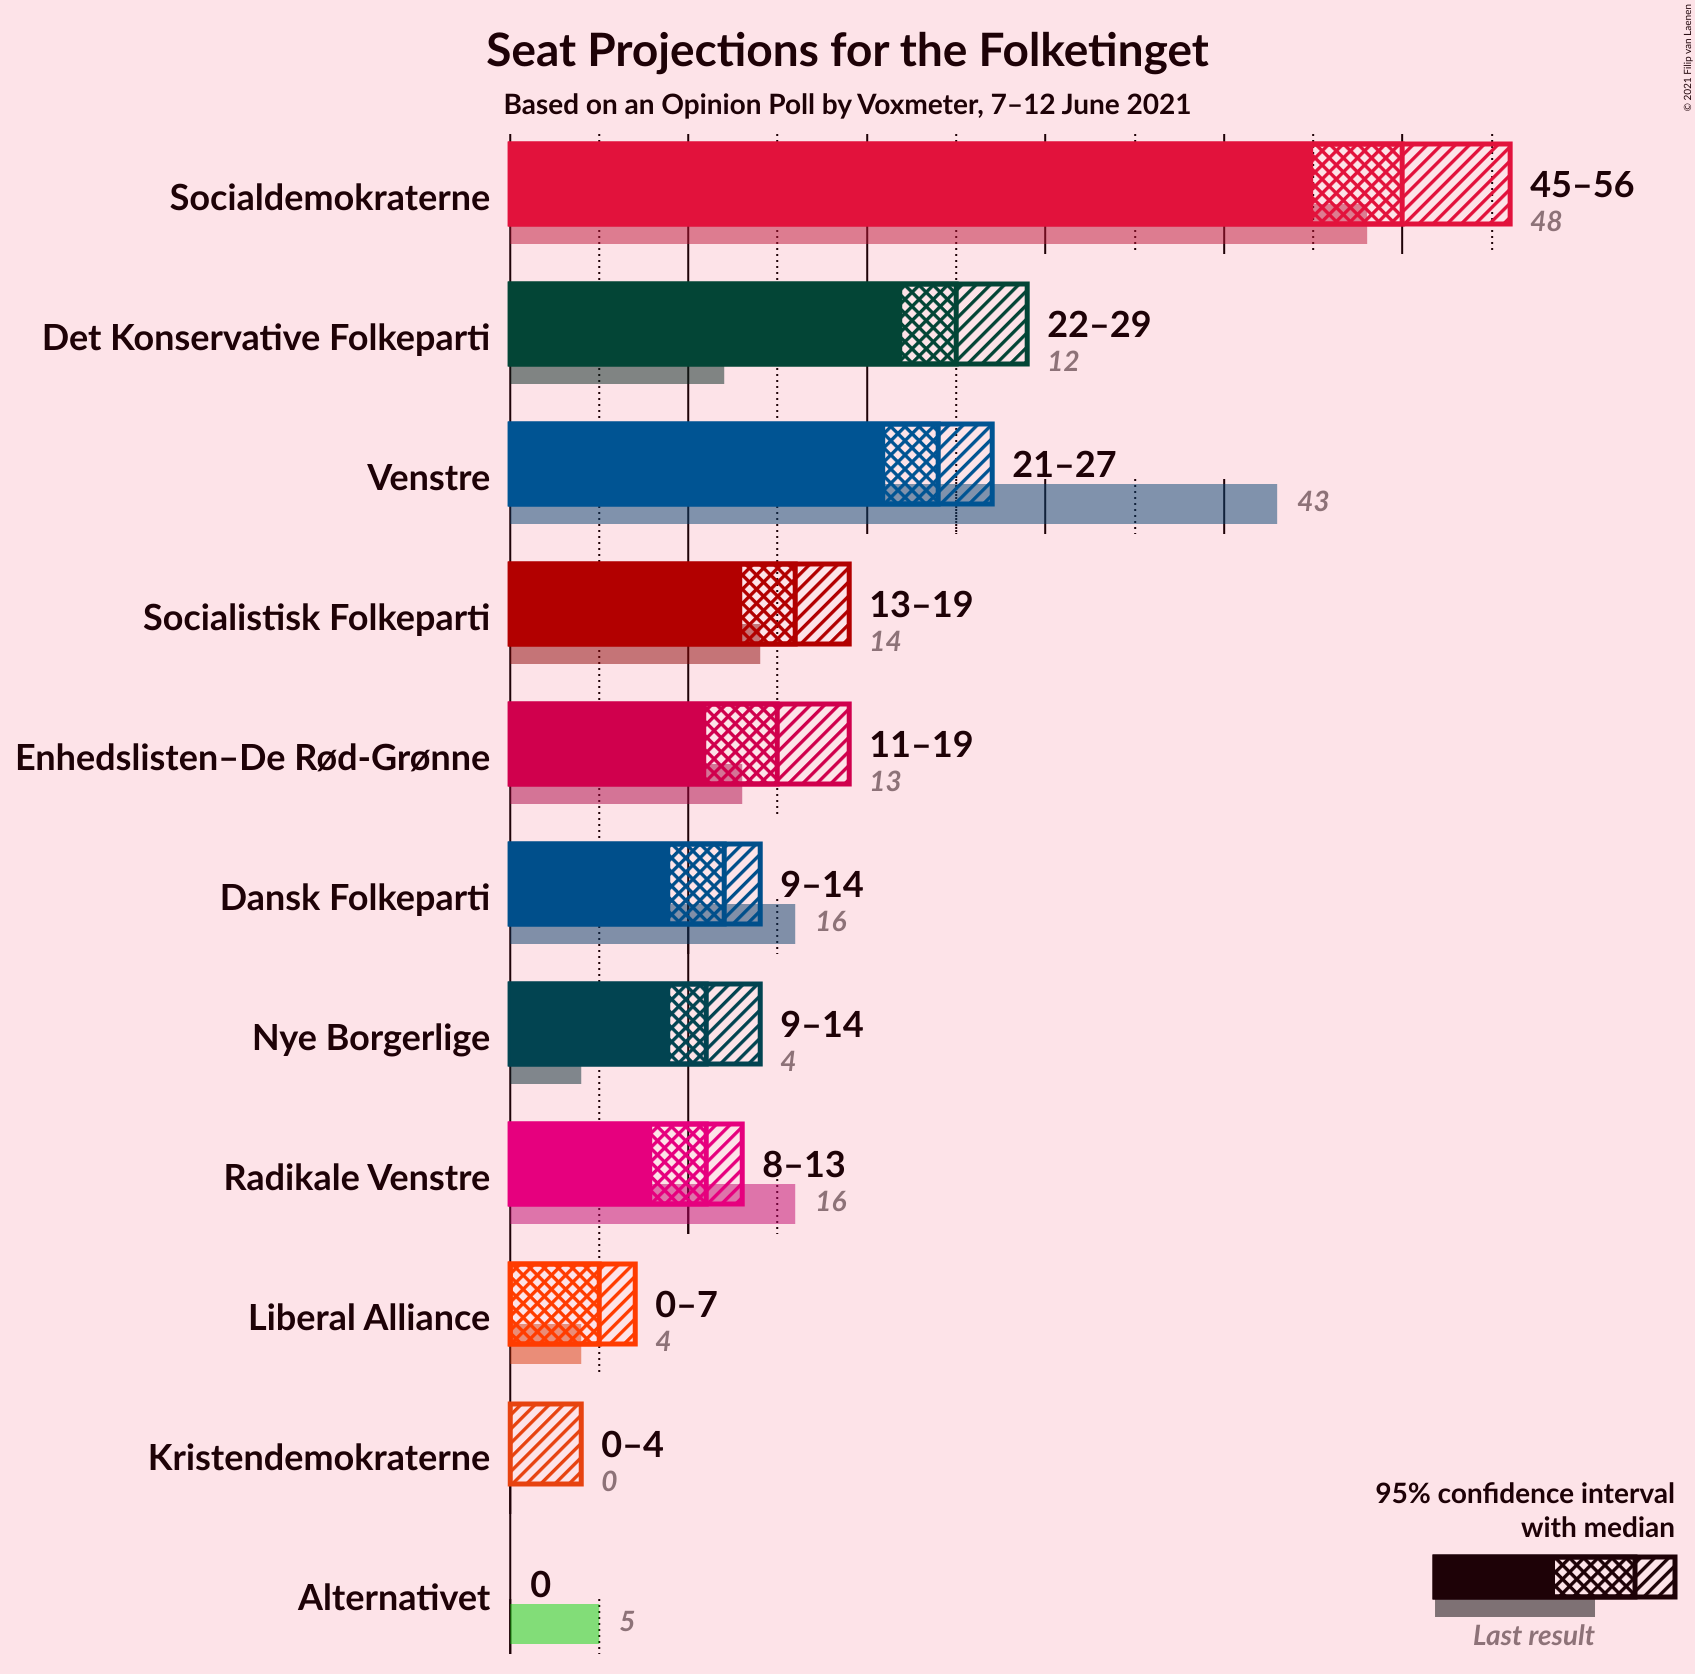 Seat Projections for the Folketinget
Based on an Opinion Poll by Voxmeter, 7–12 June 2021
© 2021 Filip van Laenen
Socialdemokraterne
45–56
48
Det Konservative Folkeparti
22–29
12
Venstre
21–27
43
Socialistisk Folkeparti
13–19
14
Enhedslisten–De Rød-Grønne
11–19
13
Dansk Folkeparti
9–14
16
Nye Borgerlige
9–14
4
Radikale Venstre
8–13
16
Liberal Alliance
0–7
4
Kristendemokraterne
0–4
0
Alternativet
0
5
95% confidence interval
with median
Last result